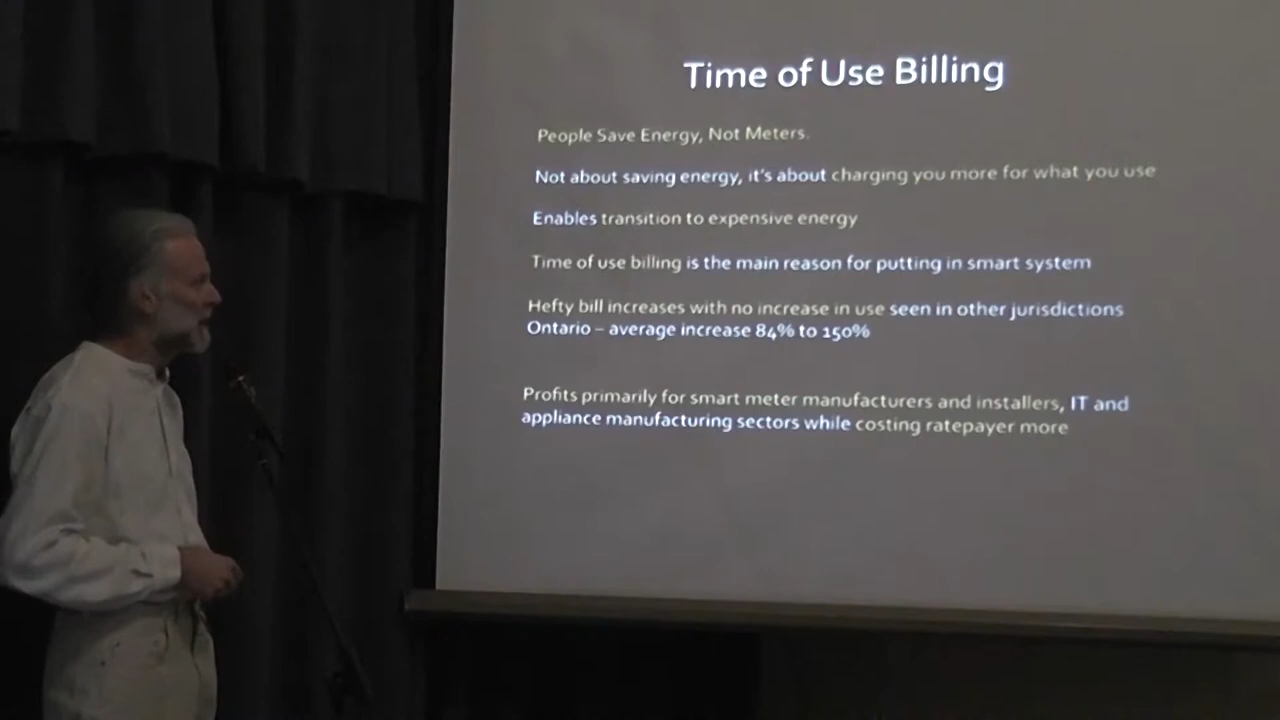 Time of Use Billing
People Save Energy, Not Meters.
Not about saving energy, it's about charging you more for what you use
Enables transition to expensive energy
Time of use billing is the main reason for putting in smart system
Hefty bill increases with no increase in use seen in other jurisdictions
Ontario – average increase 84% to 150%
Profits primarily for smart meter manufacturers and installers, IT and
appliance manufacturing sectors while costing ratepayer more